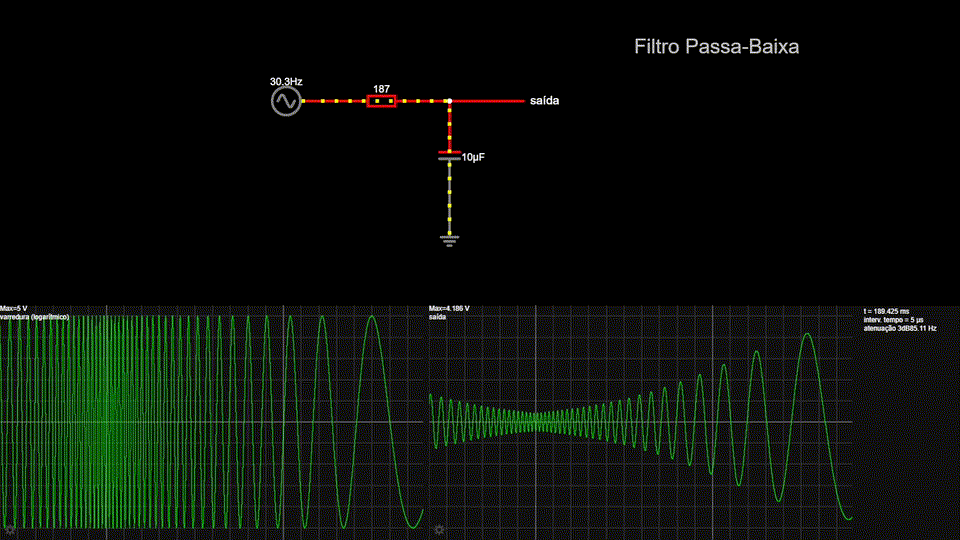 Filtro Passa-Baixa
30.3Hz
187
saída
10µF
Max=5 V
varredura (logarítmico)
Max=4.186 V
saída
t = 189.425 ms
interv. tempo = 5 µs
atenuação 3dB85.11 Hz